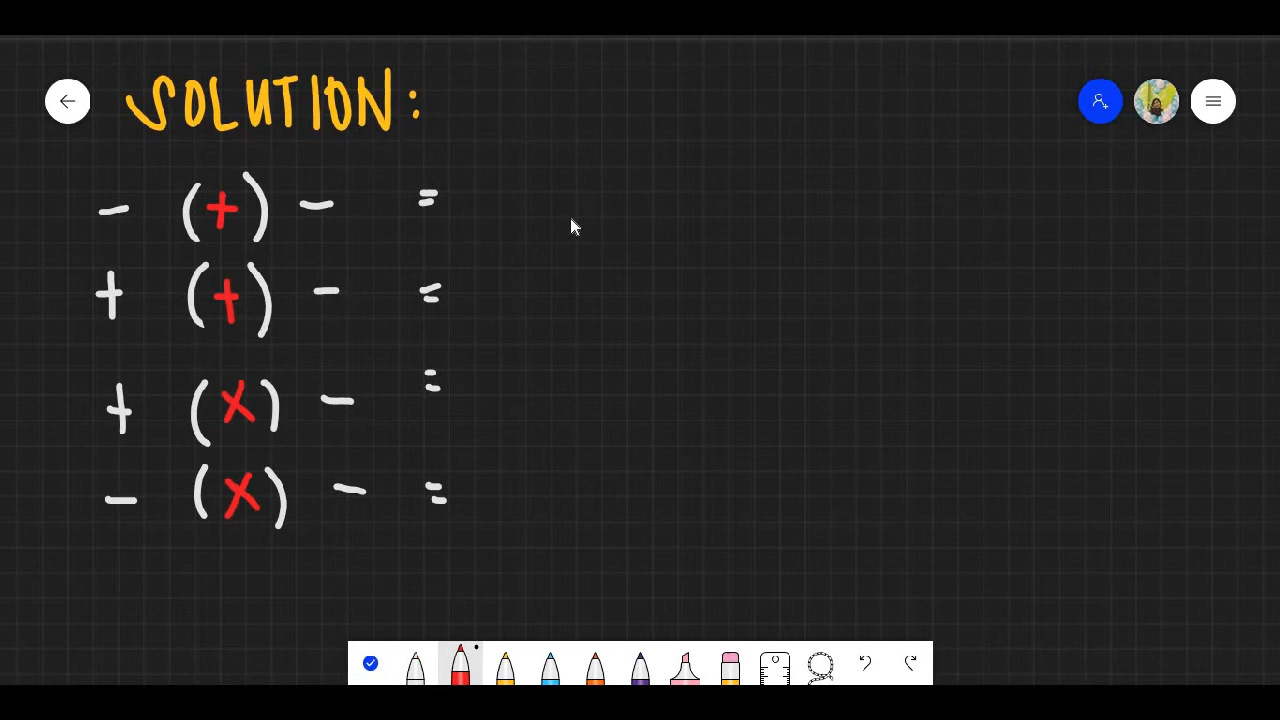 SOLUTION:
- (+) - =
+ (+) - =
+ (×) - =
- (×) - =